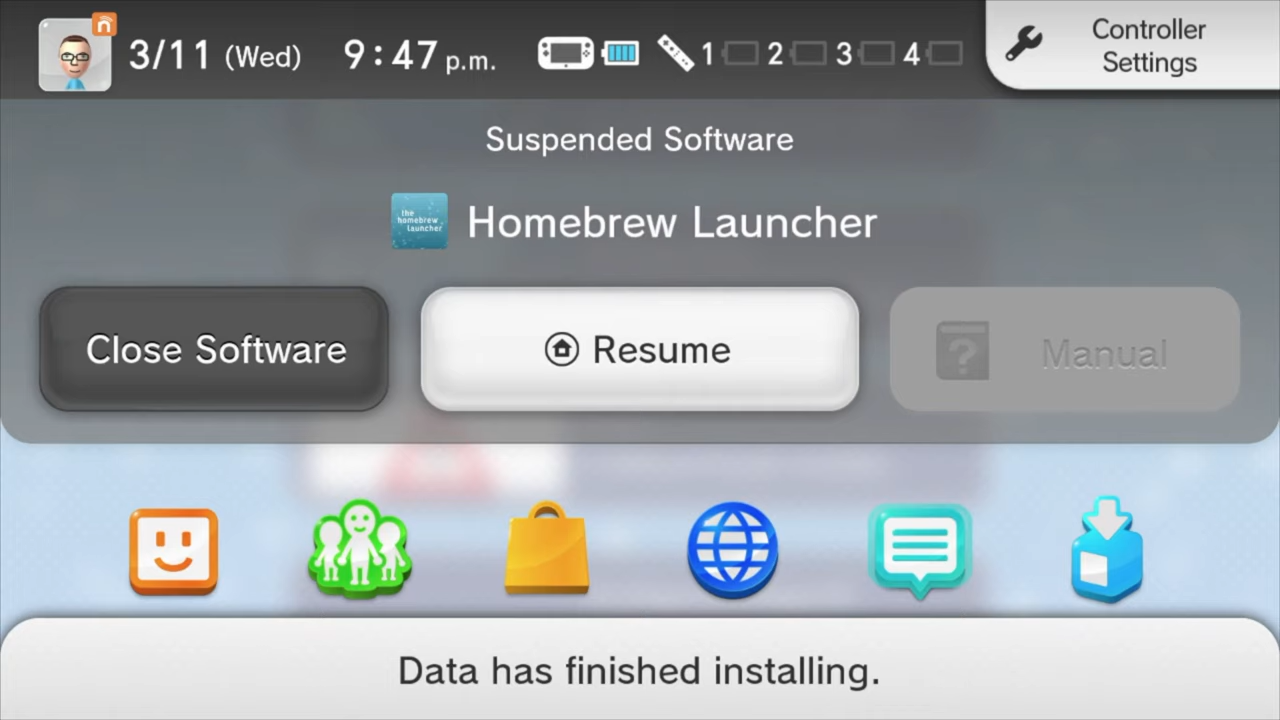 3/11 (Wed) 9:47 p.m. 1 2 3 4
Controller
Settings
Suspended Software
the
homebrew
launcher
Homebrew Launcher
Close Software
Resume
? Manual
Data has finished installing.